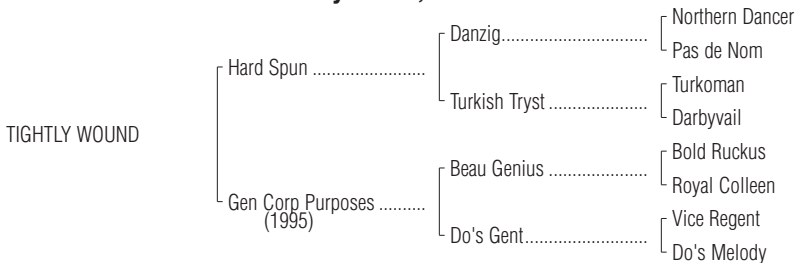 Northern Dancer
Danzig..............................
Pas de Nom
Hard Spun .......................
Turkoman
Turkish Tryst ....................
Darbyvail
TIGHTLY WOUND
Bold Ruckus
Beau Genius .....................
Royal Colleen
Gen Corp Purposes ..........
(1995)
Vice Regent
Do's Gent.........................
Do's Melody